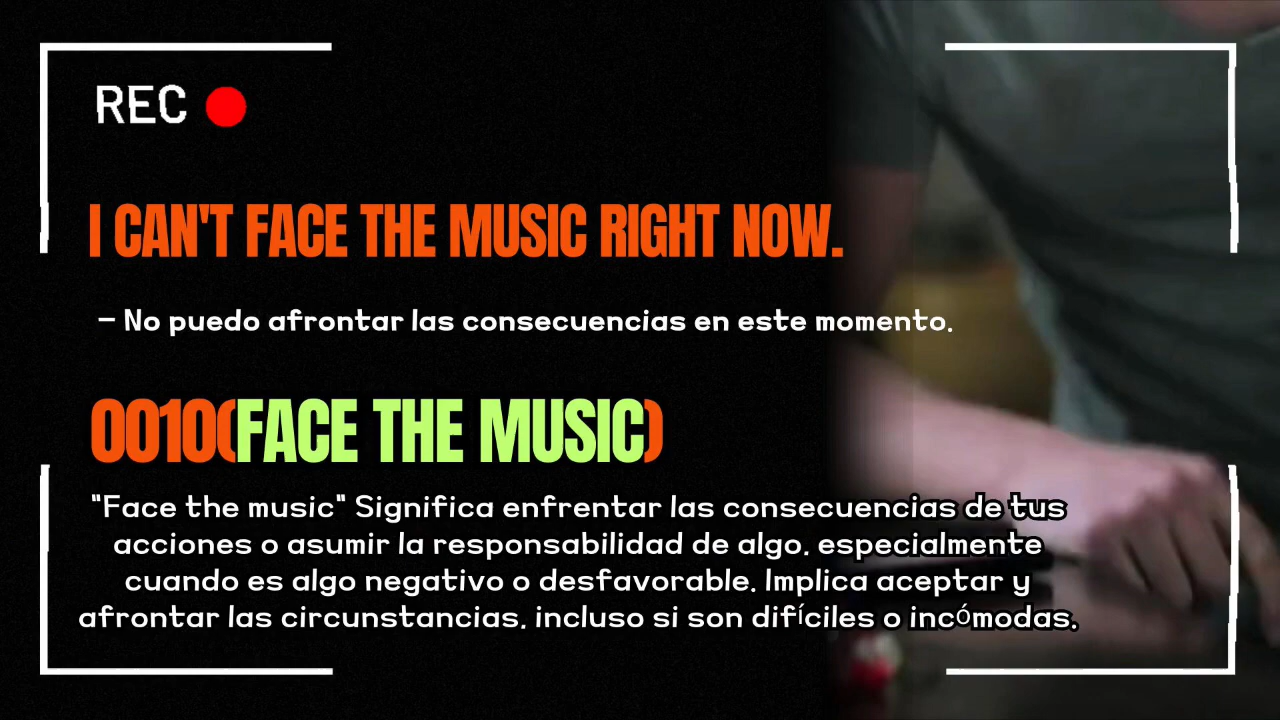 REC
I CAN'T FACE THE MUSIC RIGHT NOW.
– No puedo afrontar las consecuencias en este momento.
0010(FACE THE MUSIC)
"Face the music" Significa enfrentar las consecuencias de tus
acciones o asumir la responsabilidad de algo, especialmente
cuando es algo negativo o desfavorable. Implica aceptar y
afrontar las circunstancias, incluso si son difíciles o incómodas.